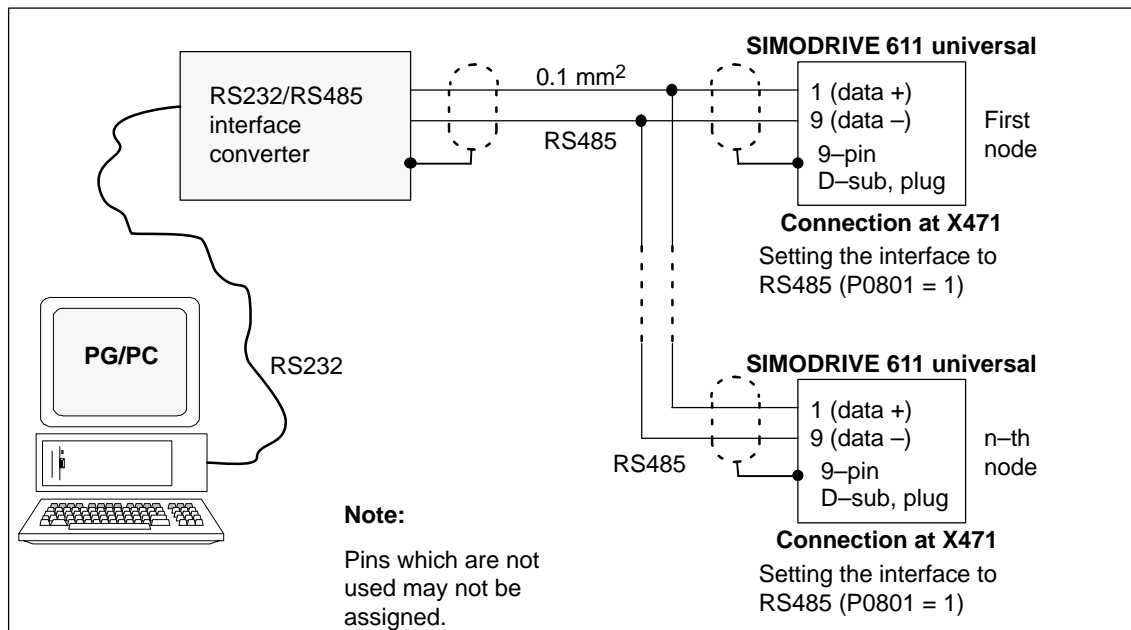 SIMODRIVE 611 universal
RS232/RS485
interface
converter
0.1 mm²
RS485
1 (data +)
9 (data –)
9–pin
D–sub, plug
First
node
Connection at X471
Setting the interface to
RS485 (P0801 = 1)
PG/PC
RS232
SIMODRIVE 611 universal
1 (data +)
9 (data –)
9–pin
D–sub, plug
n–th
node
RS485
Connection at X471
Setting the interface to
RS485 (P0801 = 1)
Note:
Pins which are not
used may not be
assigned.